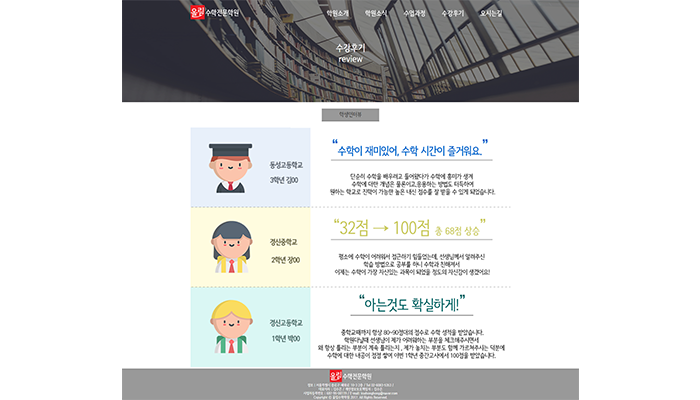 올림 수학전문학원
학원소개 학원소식 수업과정 수강후기 오시는길
수강후기
review
학생인터뷰
동성고등학교
3학년 김00
“수학이 재미있어, 수학 시간이 즐거워요.”
단순히 수학을 배우려고 들어왔다가 수학에 흥미가 생겨
수학에 대한 개념은 물론이고,응용하는 방법도 터득하여
원하는 학교로 진학이 가능한 높은 내신 점수를 잘 받을 수 있게 되었습니다.
경신중학교
2학년 장00
“32점 → 100점 총 68점 상승”
평소에 수학이 어려워서 접근하기 힘들었는데, 선생님께서 알려주신
학습 방법으로 공부를 하니 수학과 친해져서
이제는 수학이 가장 자신있는 과목이 되었을 정도의 자신감이 생겼어요!
경신고등학교
1학년 박00
“아는것도 확실하게!”
중학교때까지 항상 80~90점대의 점수로 수학 성적을 받았습니다.
학원다닐때 선생님이 제가 어려워하는 부분을 체크해주시면서
왜 항상 틀리는 부분이 계속 틀리는지 , 제가 놓치는 부분도 함께 가르쳐주시는 덕분에
수학에 대한 내공이 점점 쌓여 이번 1학년 중간고사에서 100점을 받았습니다.
올림 수학전문학원